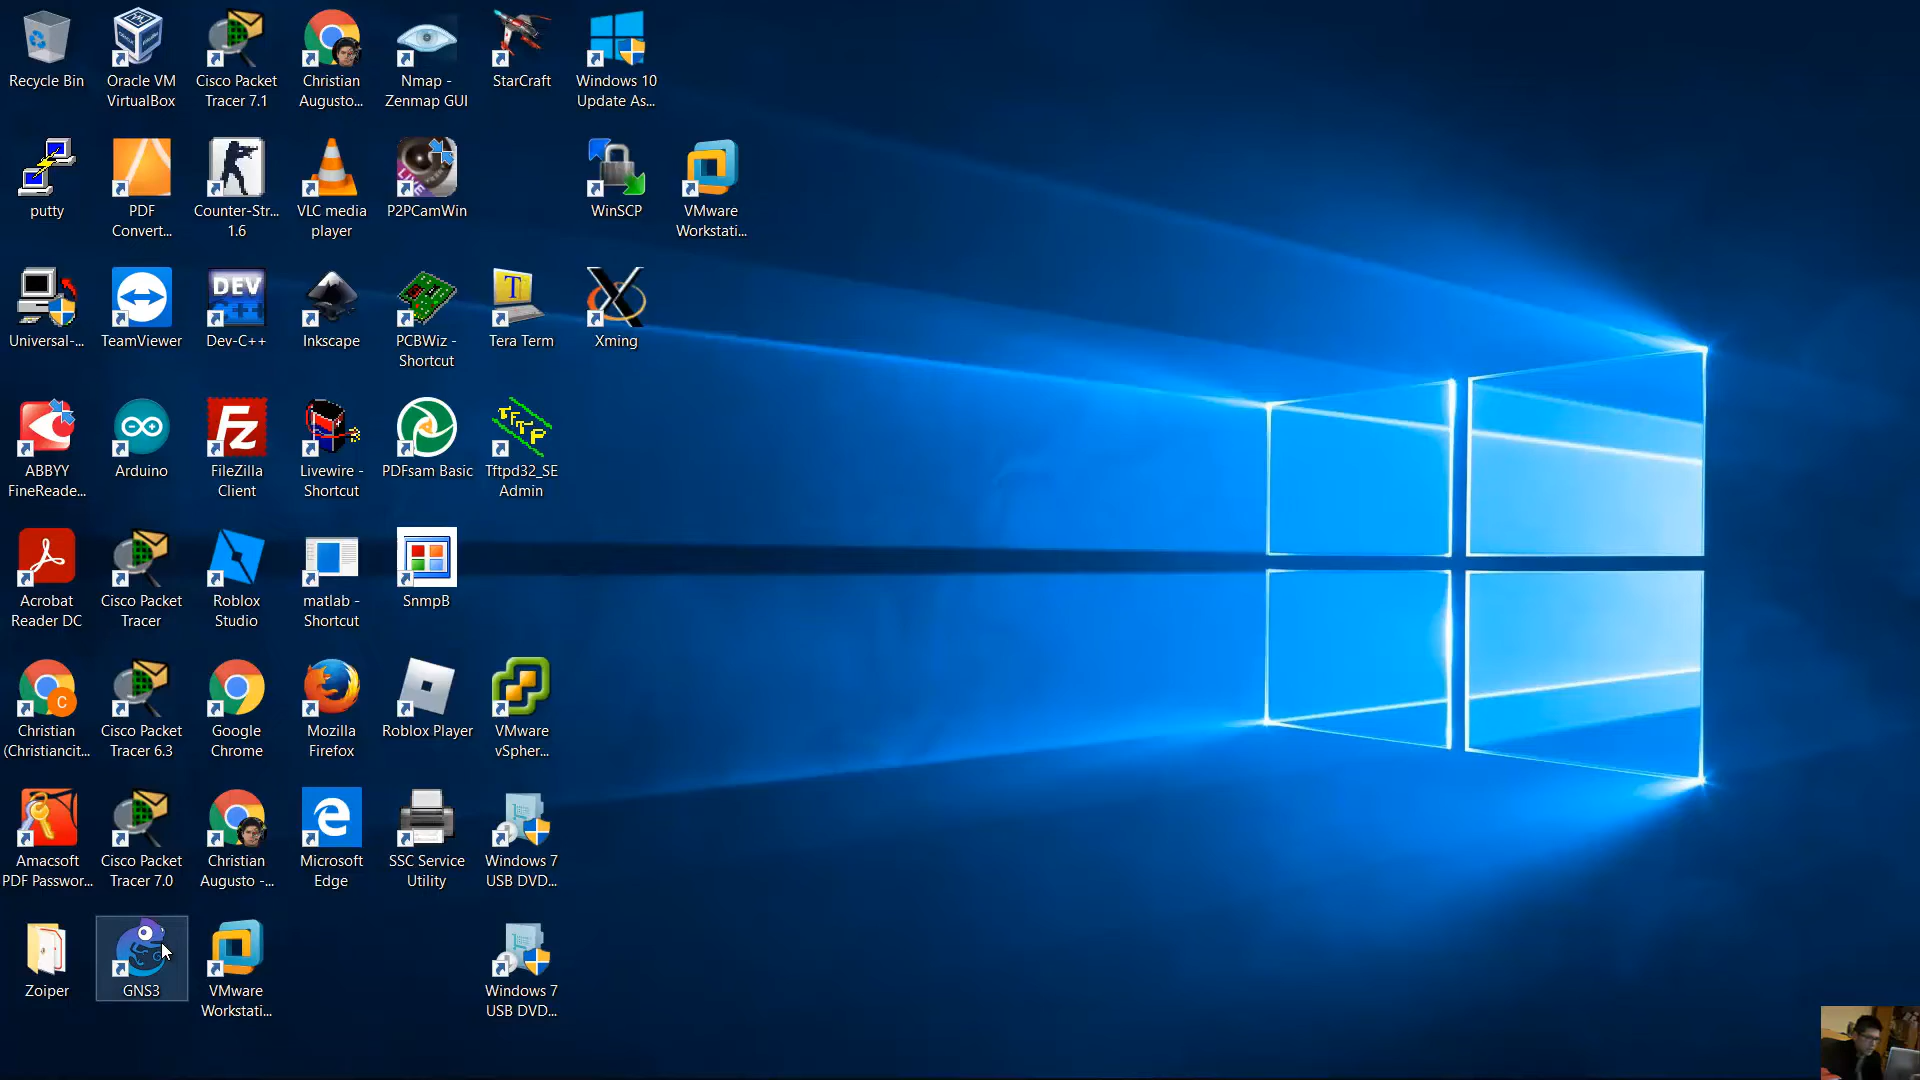 Recycle Bin
Oracle VM
VirtualBox
Cisco Packet
Tracer 7.1
Christian
Augusto...
Nmap -
Zenmap GUI
StarCraft
Windows 10
Update As...
putty
PDF
Convert...
Counter-Str...
1.6
VLC media
player
LIVE
P2PCamWin
WinSCP
VMware
Workstati...
Universal-...
TeamViewer
DEV
C++
Dev-C++
Inkscape
PCBWiz -
Shortcut
T
Tera Term
X
Xming
ABBYY
FineReade...
Arduino
Fz
FileZilla
Client
Livewire -
Shortcut
PDFsam Basic
TFTP
Tftpd32_SE
Admin
Acrobat
Reader DC
Cisco Packet
Tracer
Roblox
Studio
matlab -
Shortcut
SnmpB
C
Christian
(Christiancit...
Cisco Packet
Tracer 6.3
Google
Chrome
Mozilla
Firefox
Roblox Player
VMware
vSpher...
Amacsoft
PDF Passwor...
Cisco Packet
Tracer 7.0
Christian
Augusto -...
Microsoft
Edge
SSC Service
Utility
Windows 7
USB DVD...
Zoiper
GNS3
VMware
Workstati...
Windows 7
USB DVD...